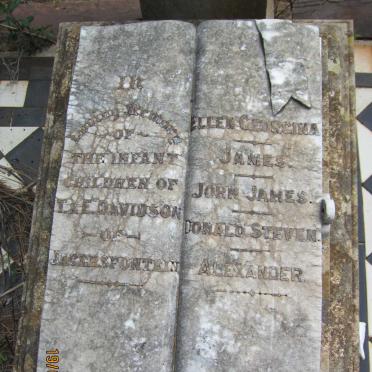 IN
Loving Memory
OF
THE INFANT
CHILDREN OF
DAVIDSON
OF
JAGERSFONTEIN
ELLEN GEORGINA
JAMES
JOHN JAMES.
DONALD STEVEN.
ALEXANDER.
19/